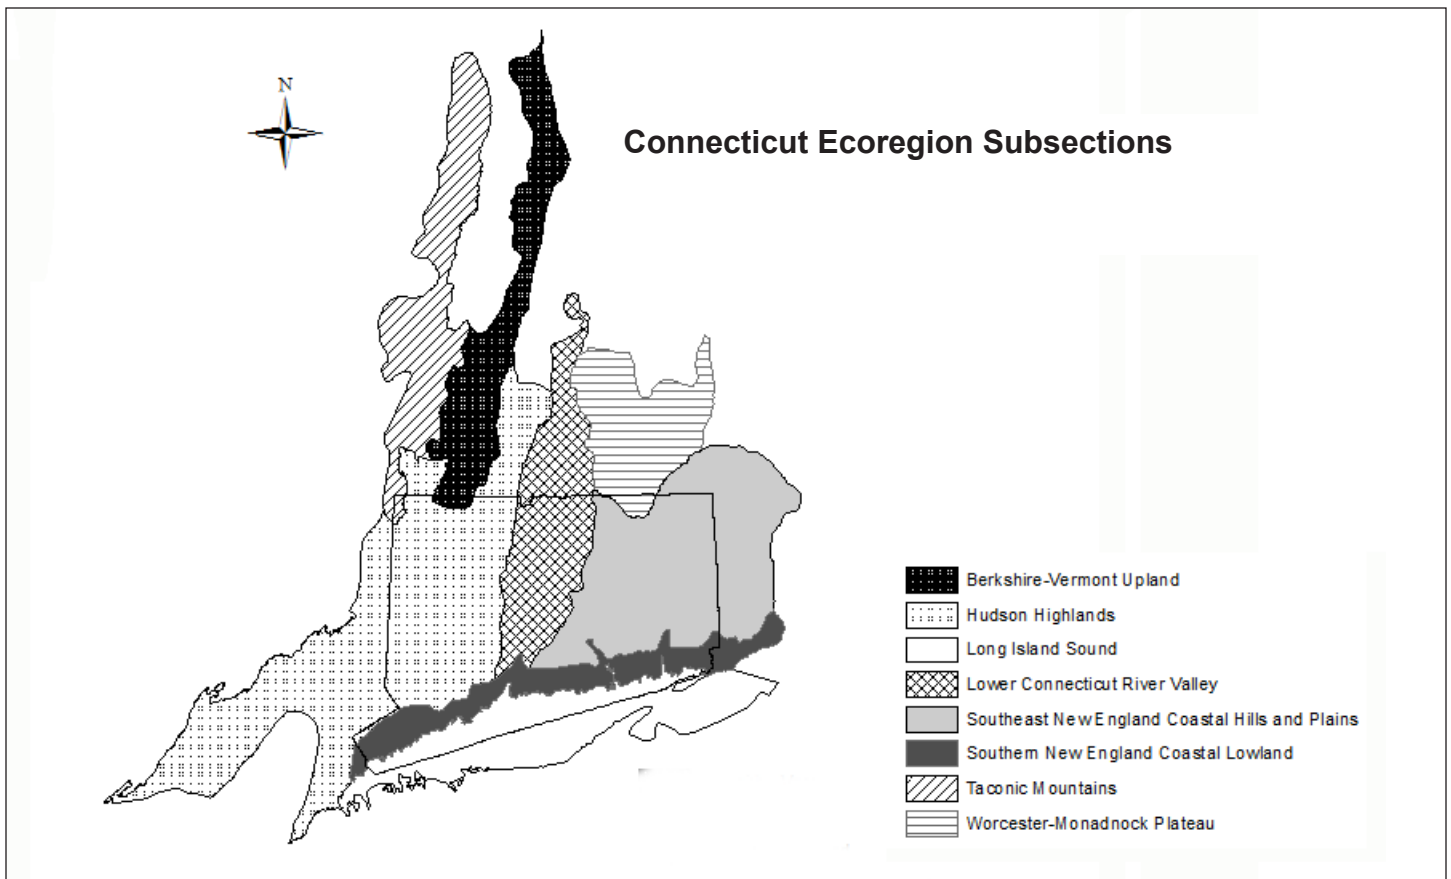 N
Connecticut Ecoregion Subsections
Berkshire-Vermont Upland
Hudson Highlands
Long Island Sound
Lower Connecticut River Valley
Southeast New England Coastal Hills and Plains
Southern New England Coastal Lowland
Taconic Mountains
Worcester-Monadnock Plateau